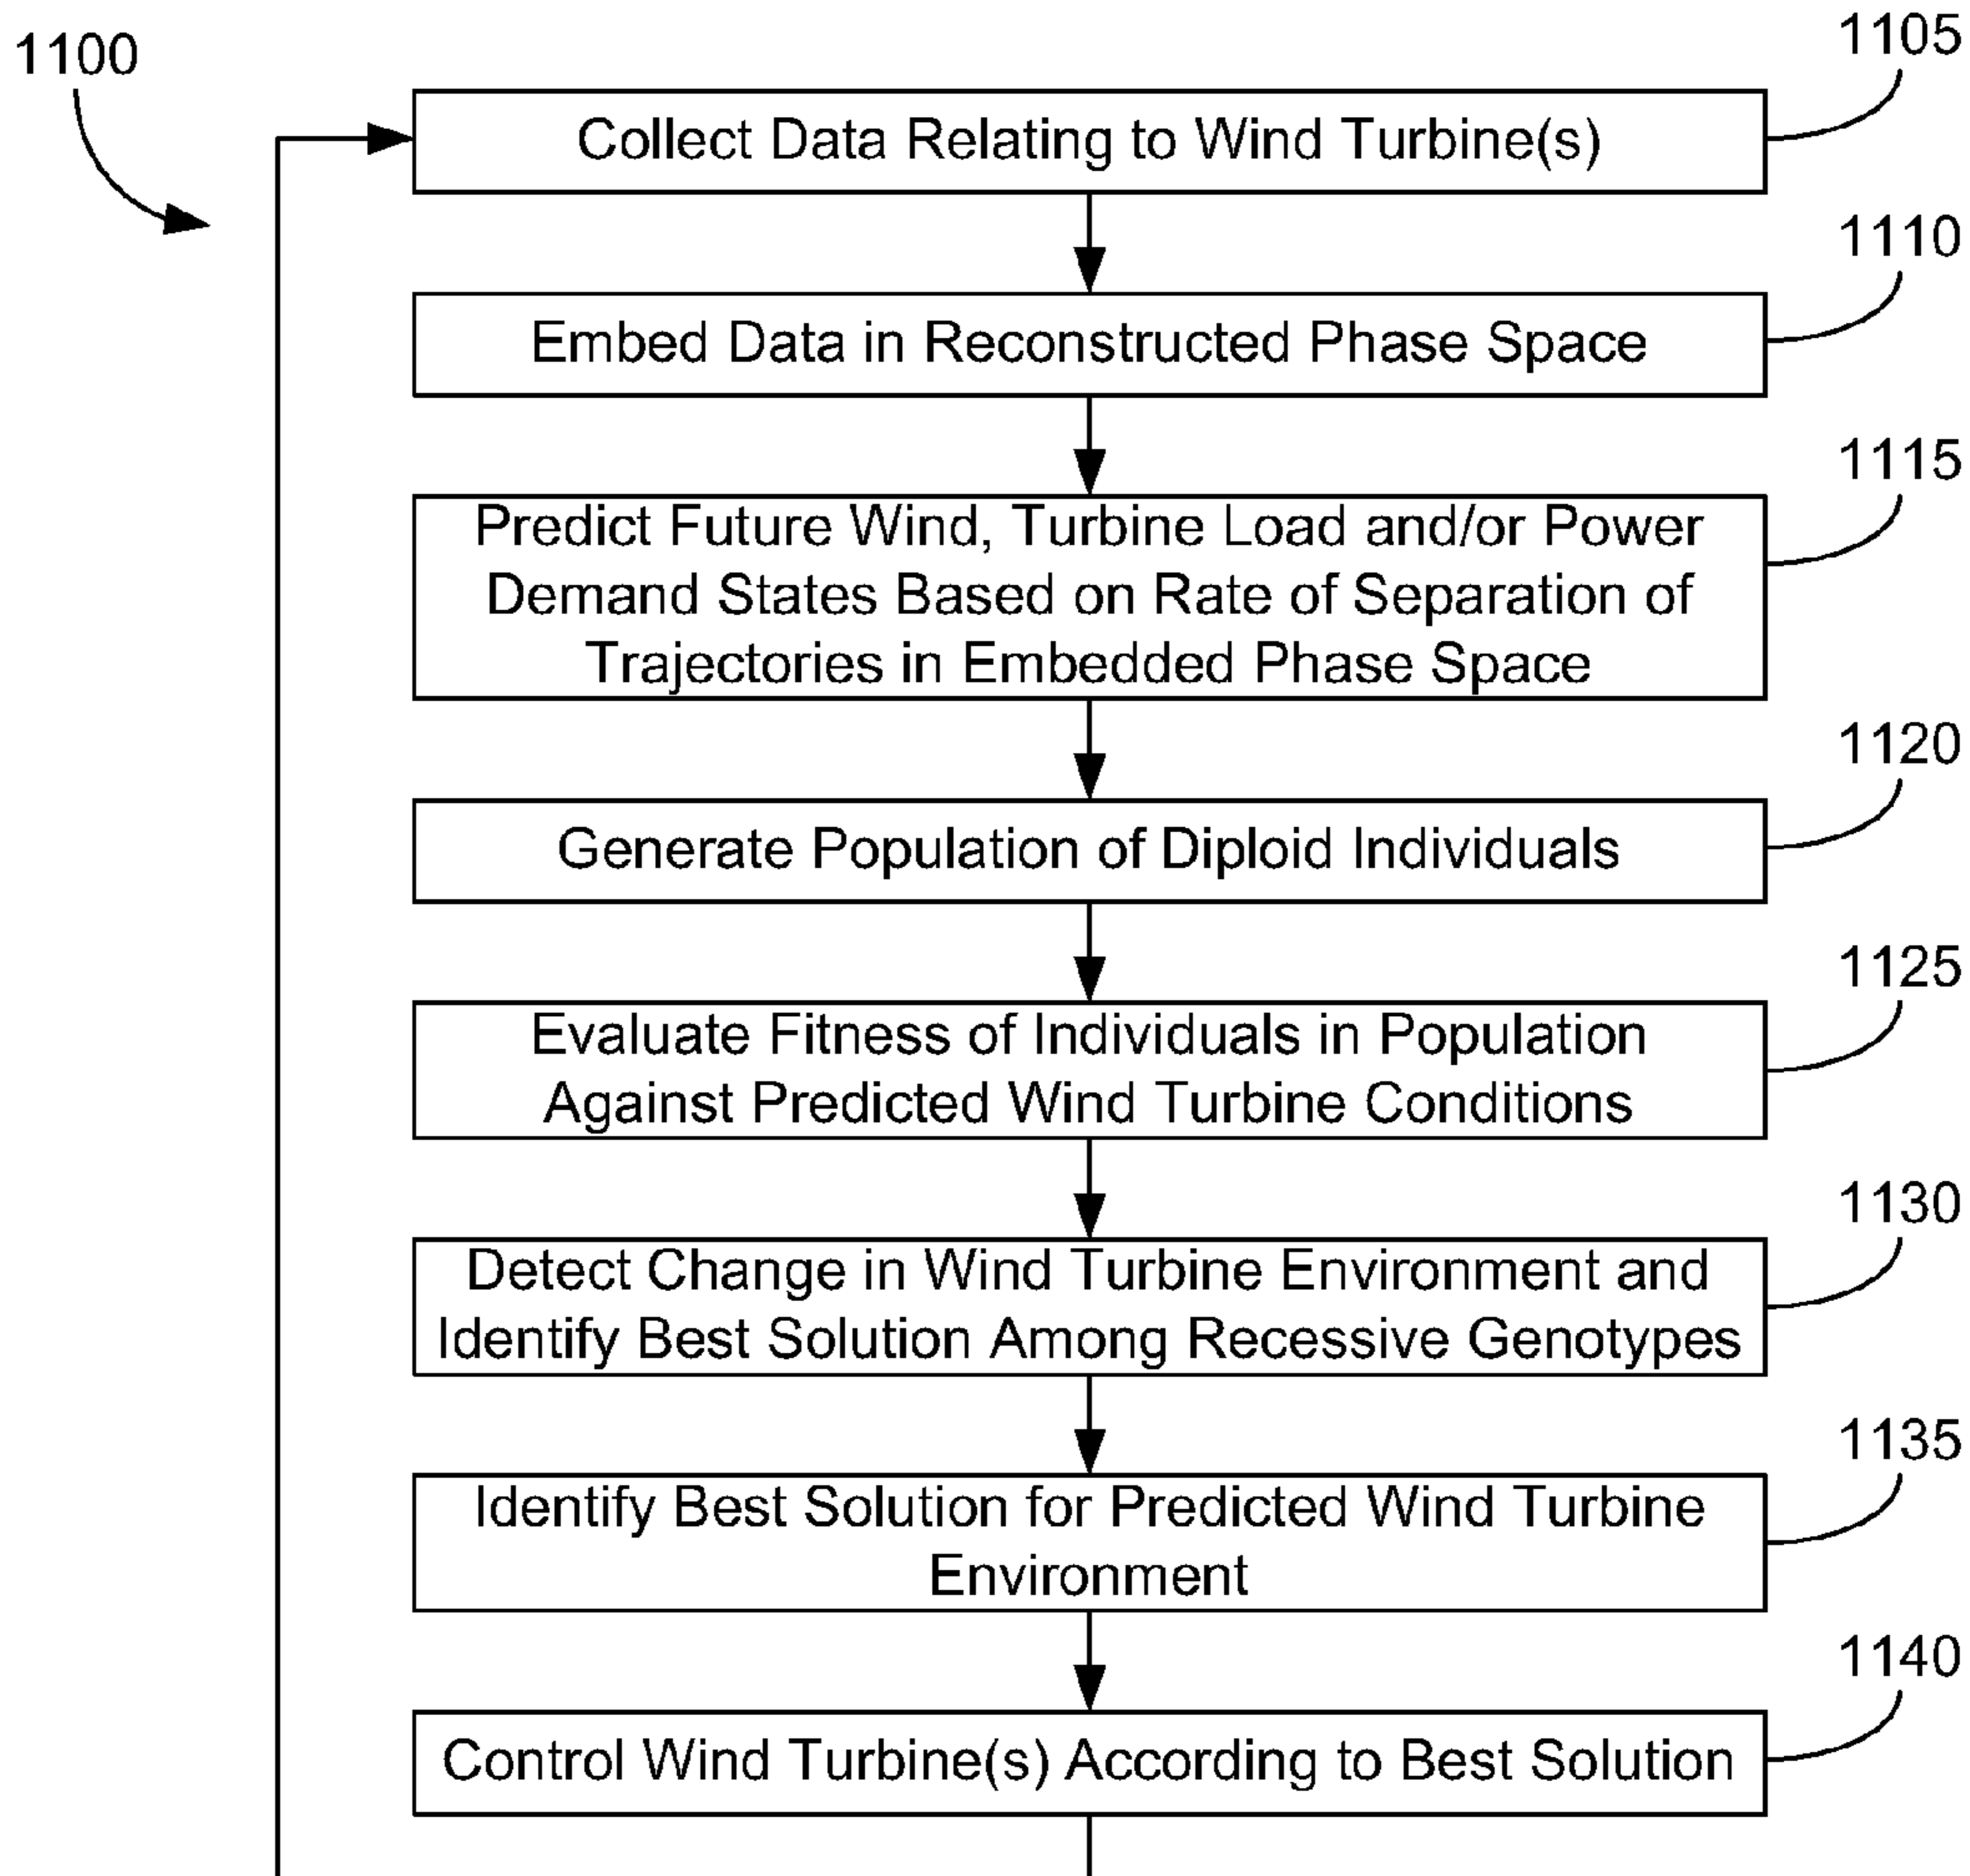 1100
1105
Collect Data Relating to Wind Turbine(s)
1110
Embed Data in Reconstructed Phase Space
1115
Predict Future Wind, Turbine Load and/or Power
Demand States Based on Rate of Separation of
Trajectories in Embedded Phase Space
1120
Generate Population of Diploid Individuals
1125
Evaluate Fitness of Individuals in Population
Against Predicted Wind Turbine Conditions
1130
Detect Change in Wind Turbine Environment and
Identify Best Solution Among Recessive Genotypes
1135
Identify Best Solution for Predicted Wind Turbine
Environment
1140
Control Wind Turbine(s) According to Best Solution